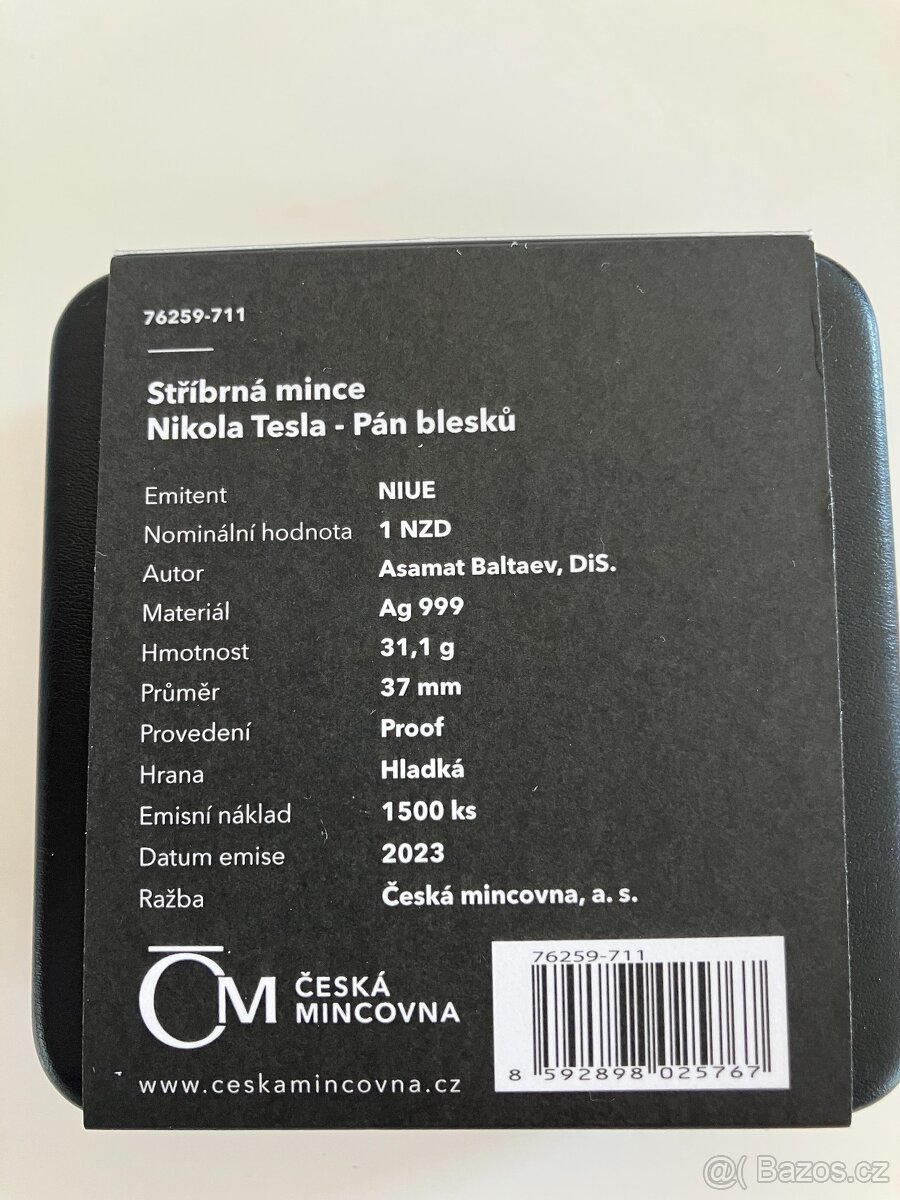 76259-711
Stříbrná mince
Nikola Tesla - Pán blesků
Emitent NIUE
Nominální hodnota 1 NZD
Autor Asamat Baltaev, DiS.
Materiál Ag 999
Hmotnost 31,1 g
Průměr 37 mm
Provedení Proof
Hrana Hladká
Emisní náklad 1500 ks
Datum emise 2023
Ražba Česká mincovna, a. s.
ČM ČESKÁ
MINCOVNA
www.ceskamincovna.cz
76259-711
8 592898 025767
@( Bazos.cz